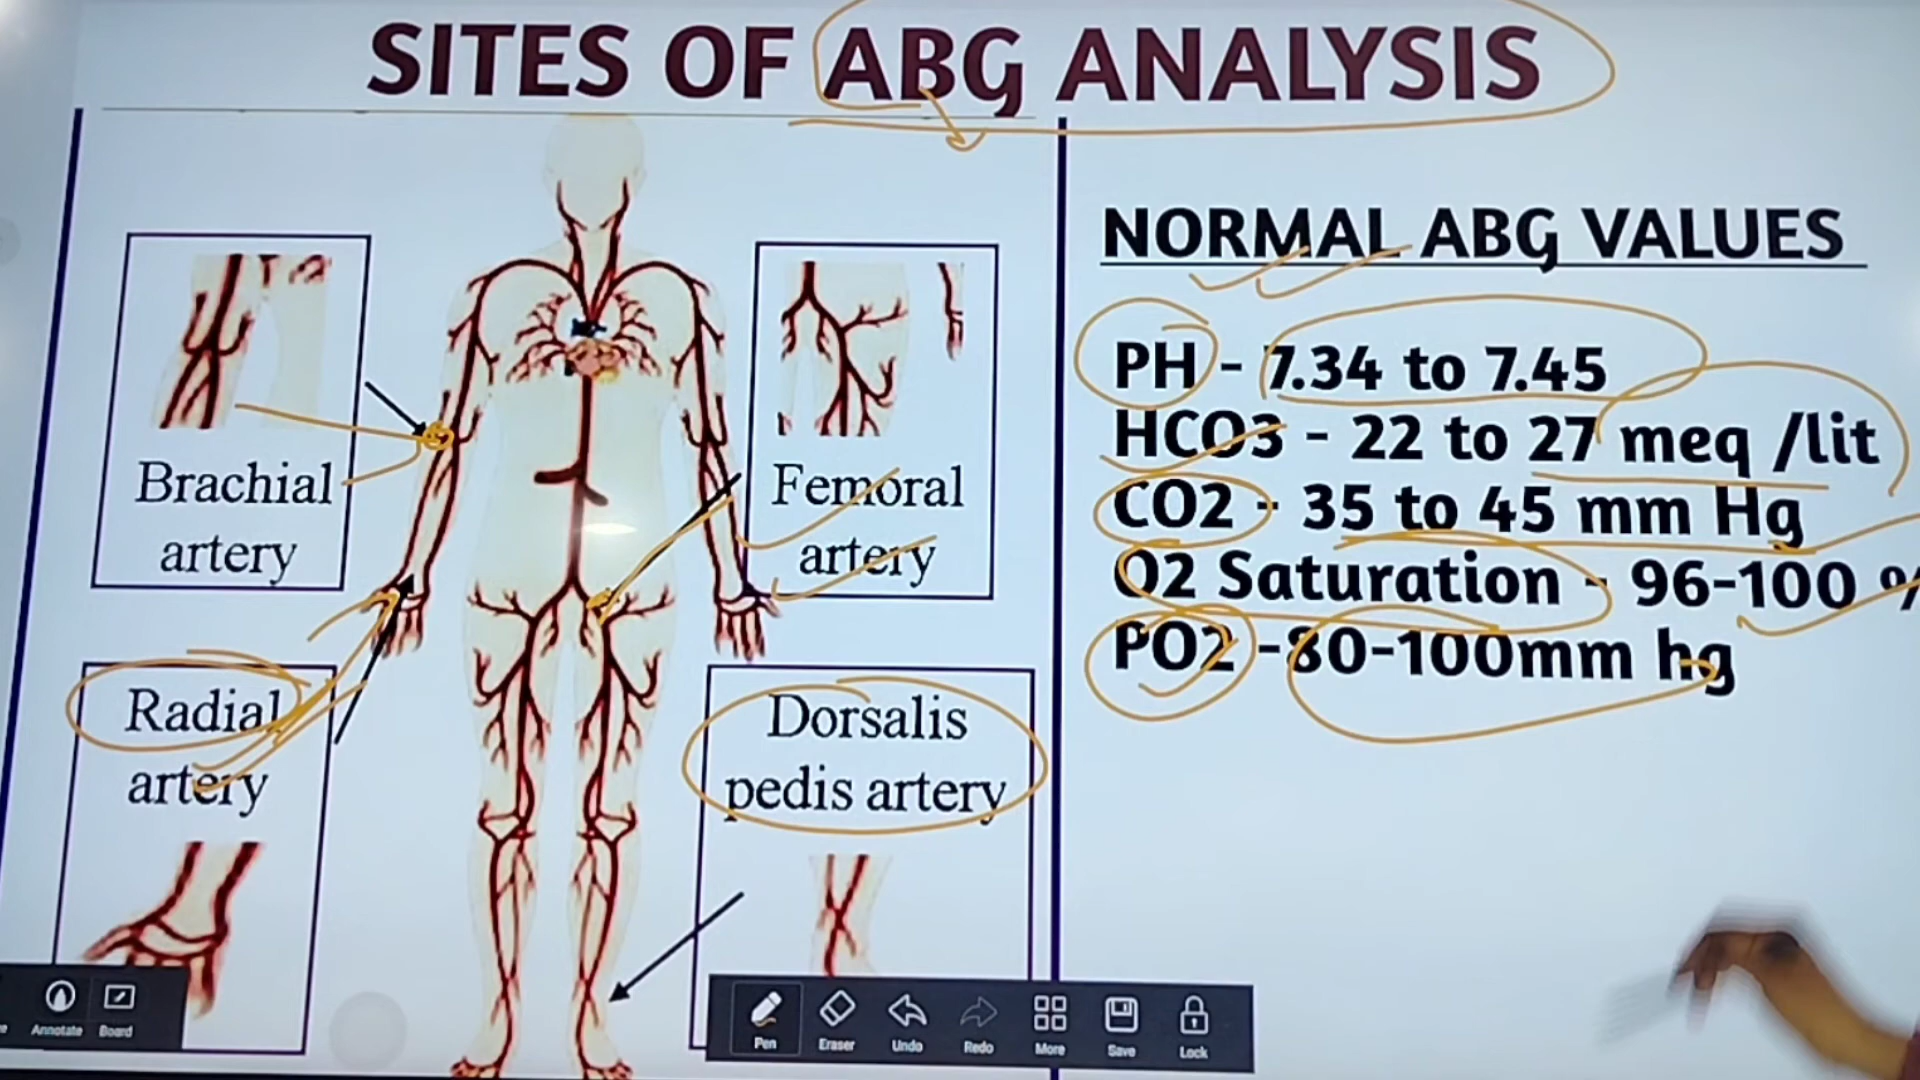 SITES OF ABG ANALYSIS
Brachial
artery
Femoral
artery
Radial
artery
Dorsalis
pedis artery
NORMAL ABG VALUES
PH - 7.34 to 7.45
HCO3 - 22 to 27 meq /lit
CO2 - 35 to 45 mm Hg
O2 Saturation - 96-100 %
PO2 -80-100mm hg
Annotate
Board
Pen
Eraser
Undo
Redo
More
Save
Lock